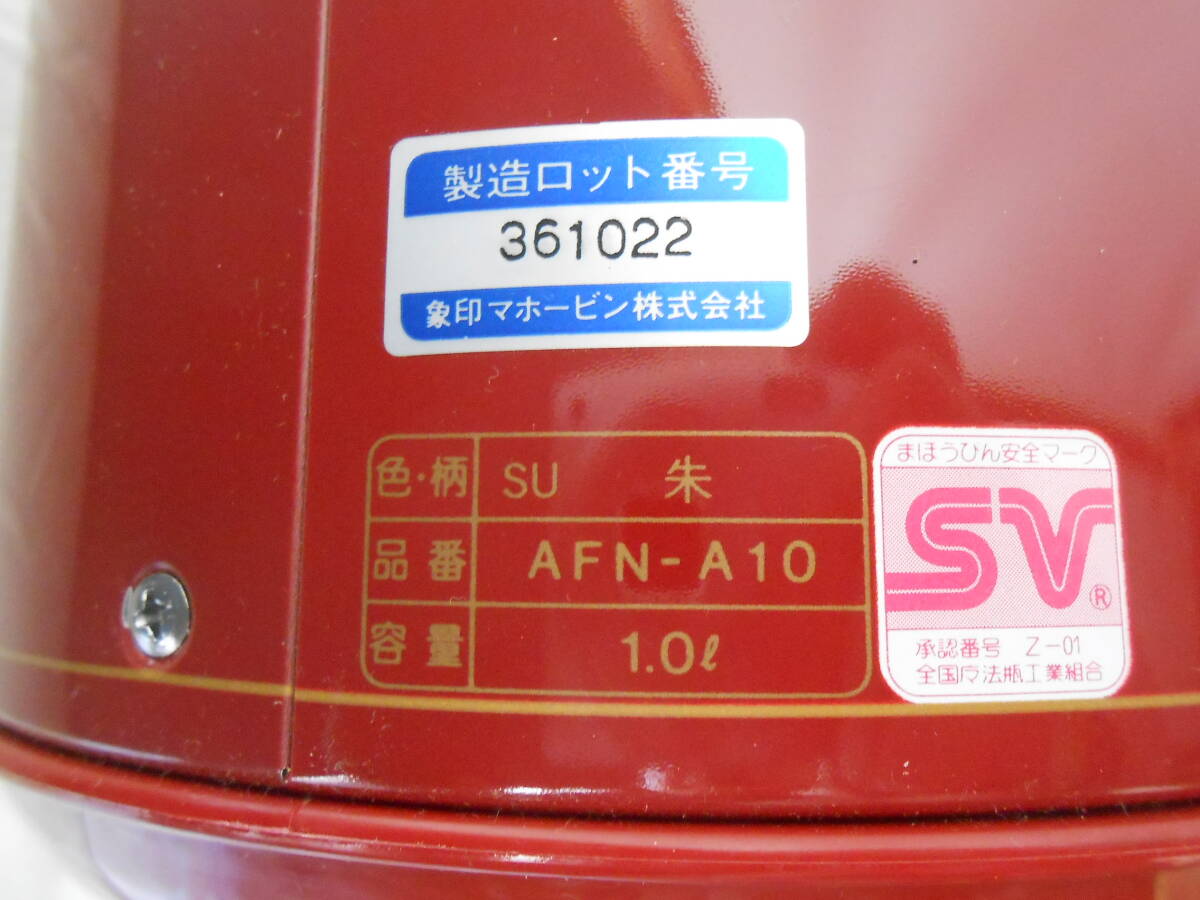 製造ロット番号
361022
象印マホービン株式会社
色・柄 SU 朱
品番 AFN-A10
容量 1.0ℓ
まほうびん安全マーク
SV®
承認番号 Z-01
全国魔法瓶工業組合